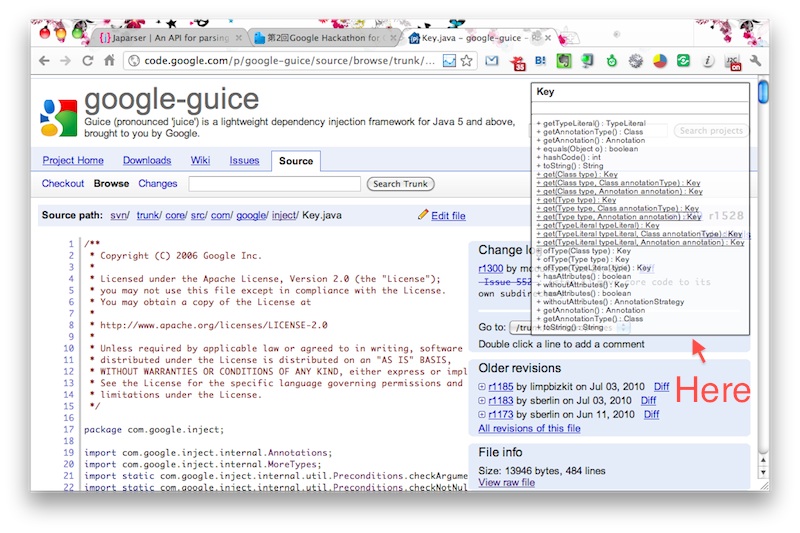 Japarser | An API for parsing
第2回Google Hackathon for
Key.java – google-guice –
code.google.com/p/google-guice/source/browse/trunk/…
35
on
google-guice
Guice (pronounced 'juice') is a lightweight dependency injection framework for Java 5 and above,
brought to you by Google.
Search projects
Project Home Downloads Wiki Issues Source
Checkout Browse Changes Search Trunk
Source path: svn/ trunk/ core/ src/ com/ google/ inject/ Key.java Edit file r1528
1 /**
2 * Copyright (C) 2006 Google Inc.
3 *
4 * Licensed under the Apache License, Version 2.0 (the "License");
5 * you may not use this file except in compliance with the License.
6 * You may obtain a copy of the License at
7 *
8 * http://www.apache.org/licenses/LICENSE-2.0
9 *
10 * Unless required by applicable law or agreed to in writing, software
11 * distributed under the License is distributed on an "AS IS" BASIS,
12 * WITHOUT WARRANTIES OR CONDITIONS OF ANY KIND, either express or impl
13 * See the License for the specific language governing permissions and
14 * limitations under the License.
15 */
16
17 package com.google.inject;
18
19 import com.google.inject.internal.Annotations;
20 import com.google.inject.internal.MoreTypes;
21 import static com.google.inject.internal.util.Preconditions.checkArgume
22 import static com.google.inject.internal.util.Preconditions.checkNotNul
Key
+ getTypeLiteral() : TypeLiteral
+ getAnnotationType() : Class
+ getAnnotation() : Annotation
+ equals(Object o) : boolean
+ hashCode() : int
+ toString() : String
+ get(Class type) : Key
+ get(Class type, Class annotationType) : Key
+ get(Class type, Annotation annotation) : Key
+ get(Type type) : Key
+ get(Type type, Class annotationType) : Key
+ get(Type type, Annotation annotation) : Key
+ get(TypeLiteral typeLiteral) : Key
+ get(TypeLiteral typeLiteral, Class annotationType) : Key
+ get(TypeLiteral typeLiteral, Annotation annotation) : Key
+ ofType(Class type) : Key
+ ofType(Type type) : Key
+ ofType(TypeLiteral type) : Key
+ hasAttributes() : boolean
+ withoutAttributes() : Key
+ hasAttributes() : boolean
+ withoutAttributes() : AnnotationStrategy
+ getAnnotation() : Annotation
+ getAnnotationType() : Class
+ toString() : String
Change lo
r1300 by
Issue 552
code to its
own subdire
Go to: /tru
Double click a line to add a comment
Here
Older revisions
r1185 by limpbizkit on Jul 03, 2010 Diff
r1183 by sberlin on Jul 03, 2010 Diff
r1173 by sberlin on Jun 11, 2010 Diff
All revisions of this file
File info
Size: 13946 bytes, 484 lines
View raw file